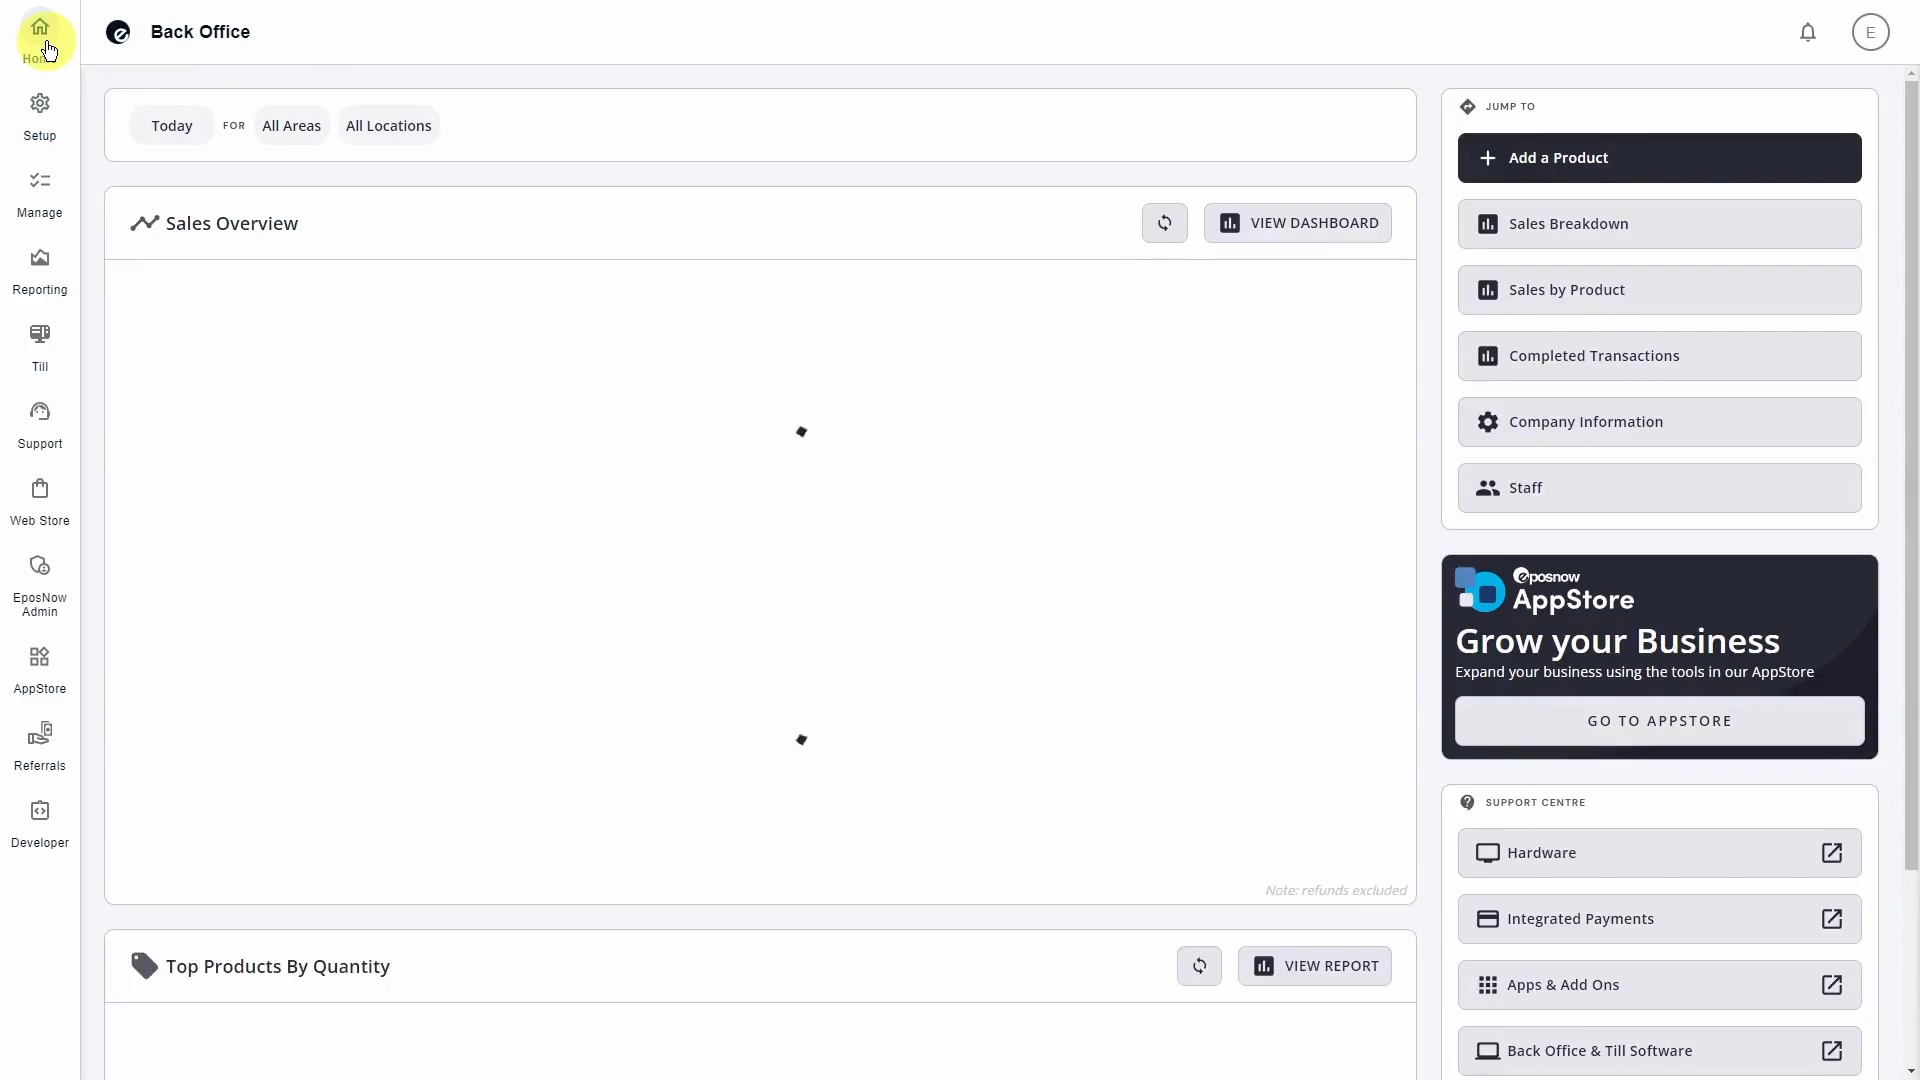 Home
Setup
Manage
Reporting
Till
Support
Web Store
EposNow
Admin
AppStore
Referrals
Developer
Back Office
E
Today FOR All Areas All Locations
Sales Overview
VIEW DASHBOARD
Note: refunds excluded
Top Products By Quantity
VIEW REPORT
JUMP TO
Add a Product
Sales Breakdown
Sales by Product
Completed Transactions
Company Information
Staff
eposnow
AppStore
Grow your Business
Expand your business using the tools in our AppStore
GO TO APPSTORE
SUPPORT CENTRE
Hardware
Integrated Payments
Apps & Add Ons
Back Office & Till Software